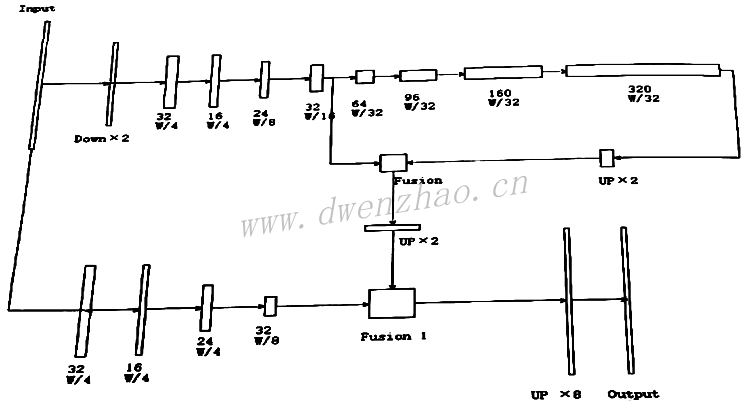 Input
Down×2
32
W/4
16
W/4
24
W/8
32
W/16
64
W/32
96
W/32
160
W/32
320
W/32
Fusion
UP×2
www.dwenzhao.cn
UP×2
32
W/4
16
W/4
24
W/4
32
W/8
Fusion 1
UP ×8
Output